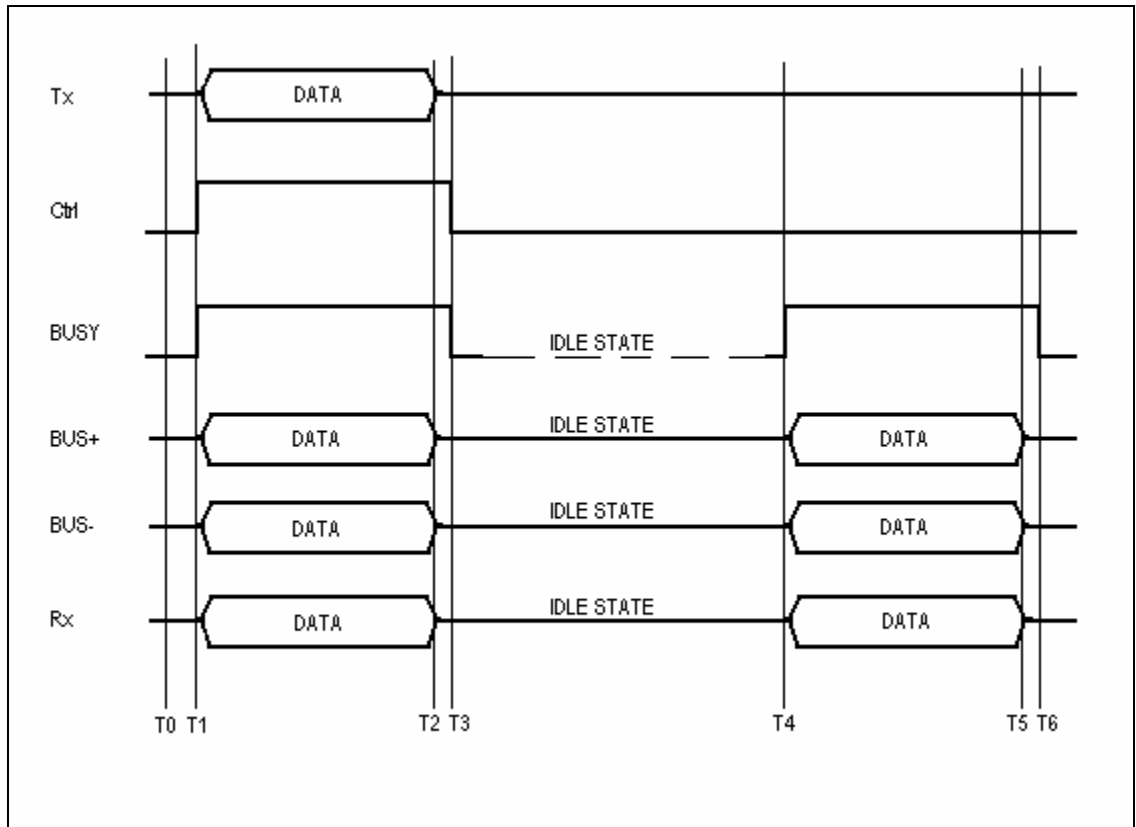 Tx DATA
Ctrl
BUSY IDLE STATE
BUS+ DATA IDLE STATE DATA
BUS- DATA IDLE STATE DATA
Rx DATA IDLE STATE DATA
T0 T1 T2 T3 T4 T5 T6